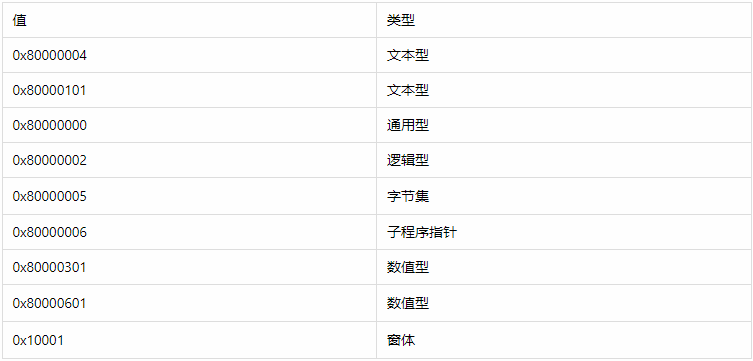 值 类型
0x80000004 文本型
0x80000101 文本型
0x80000000 通用型
0x80000002 逻辑型
0x80000005 字节集
0x80000006 子程序指针
0x80000301 数值型
0x80000601 数值型
0x10001 窗体